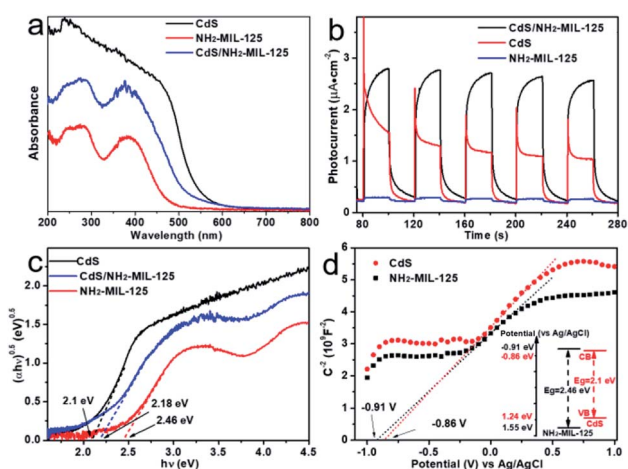 a
CdS
NH2-MIL-125
CdS/NH2-MIL-125
Absorbance
200 300 400 500 600 700 800
Wavelength (nm)
b
CdS/NH2-MIL-125
CdS
NH2-MIL-125
Photocurrent (μA•cm-2)
4
3
2
1
0
80 120 160 200 240 280
Time (s)
c
CdS
CdS/NH2-MIL-125
NH2-MIL-125
(αhν)0.5 (eV)0.5
2.5
2.0
1.5
1.0
0.5
0.0
2.1 eV
2.18 eV
2.46 eV
2.0 2.5 3.0 3.5 4.0 4.5
hν (eV)
d
CdS
NH2-MIL-125
C-2 (109F-2)
6
5
4
3
2
1
0
-0.91 V
-0.86 V
Potential (vs Ag/AgCl)
-0.91 eV
-0.86 eV
CB
Eg=2.1 eV
Eg=2.46 eV
1.24 eV
VB
1.55 eV
CdS
NH2-MIL-125
-1.0 -0.5 0.0 0.5 1.0
Potential (V) vs Ag/AgCl